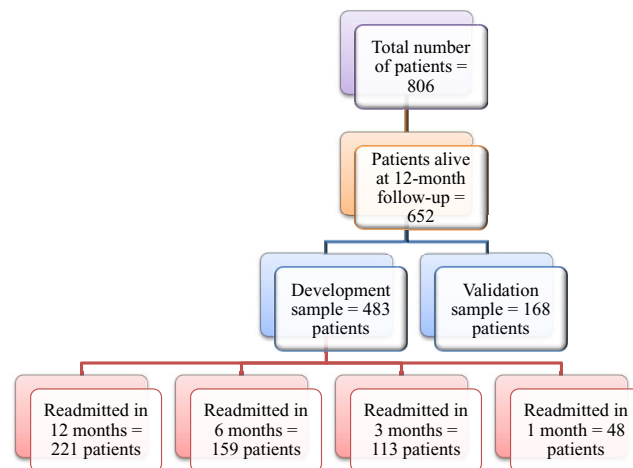 Total number
of patients =
806
Patients alive
at 12-month
follow-up =
652
Development
sample = 483
patients
Validation
sample = 168
patients
Readmitted in
12 months =
221 patients
Readmitted in
6 months =
159 patients
Readmitted in
3 months =
113 patients
Readmitted in
1 month = 48
patients